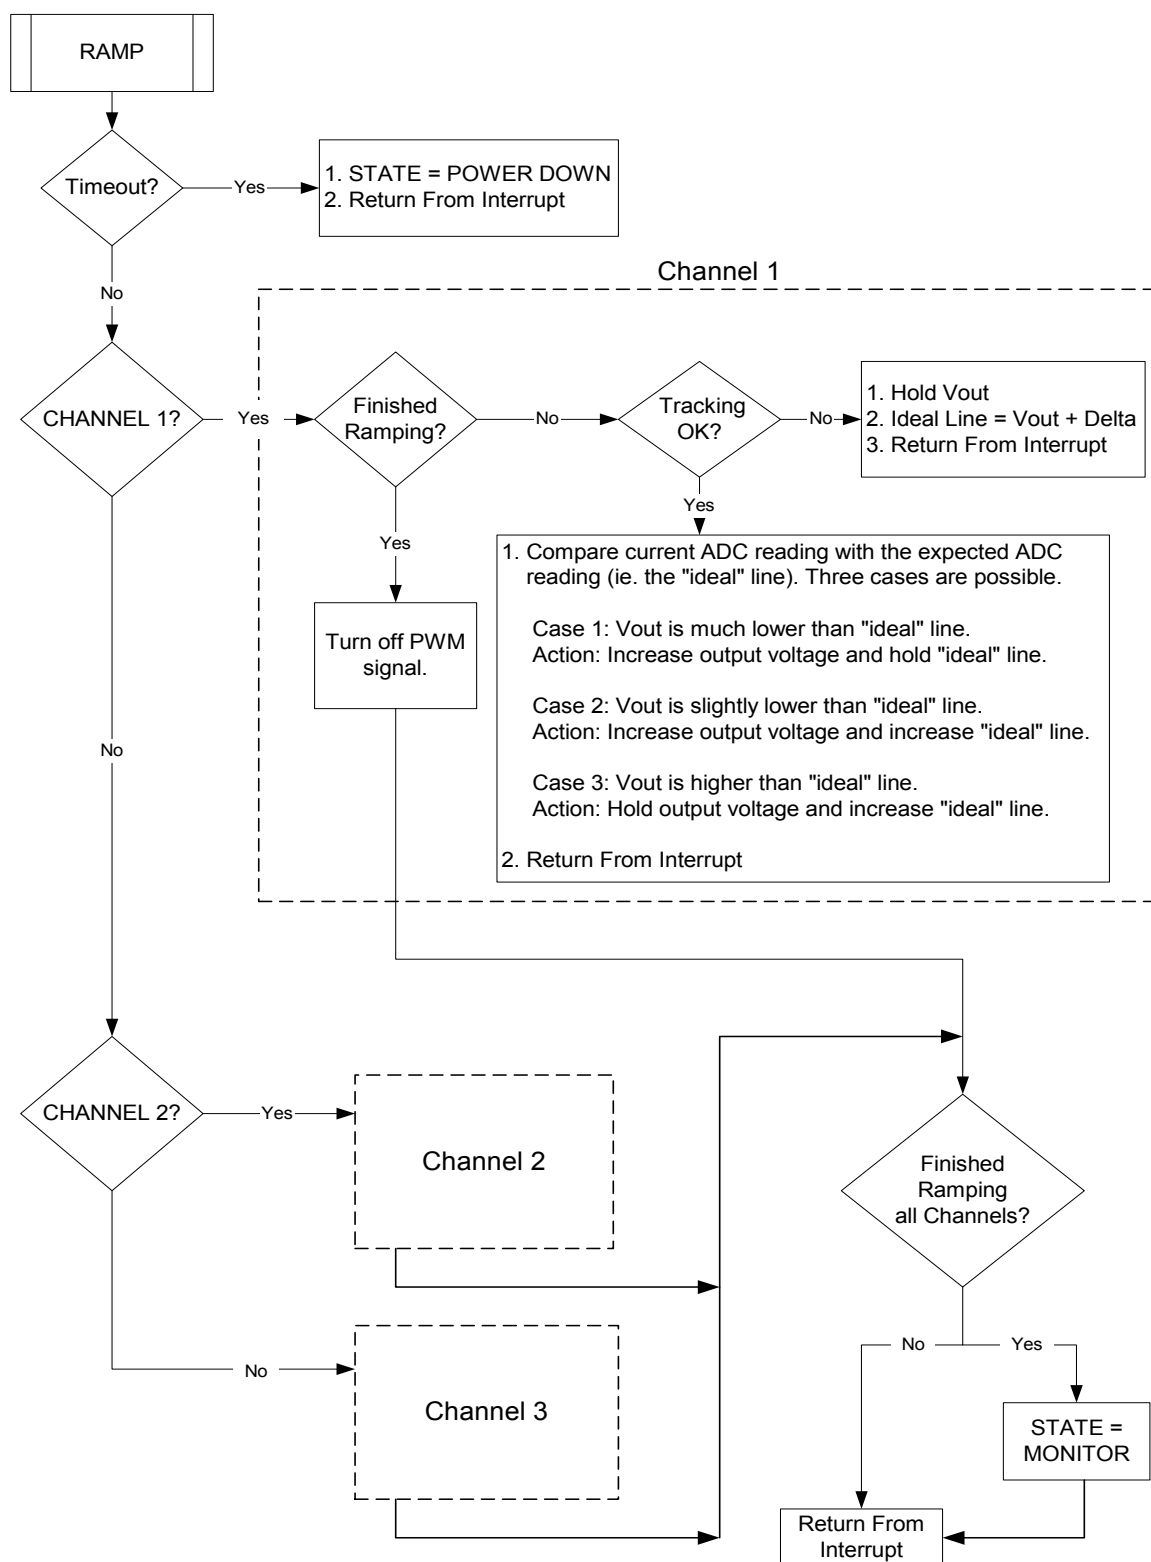 RAMP
Timeout?
Yes
1. STATE = POWER DOWN
2. Return From Interrupt
No
Channel 1
CHANNEL 1?
Yes
Finished
Ramping?
No
Tracking
OK?
No
1. Hold Vout
2. Ideal Line = Vout + Delta
3. Return From Interrupt
Yes
Yes
1. Compare current ADC reading with the expected ADC
reading (ie. the "ideal" line). Three cases are possible.
Case 1: Vout is much lower than "ideal" line.
Action: Increase output voltage and hold "ideal" line.
Case 2: Vout is slightly lower than "ideal" line.
Action: Increase output voltage and increase "ideal" line.
Case 3: Vout is higher than "ideal" line.
Action: Hold output voltage and increase "ideal" line.
2. Return From Interrupt
Turn off PWM
signal.
No
CHANNEL 2?
Yes
Channel 2
Finished
Ramping
all Channels?
No
Channel 3
No
Yes
STATE =
MONITOR
Return From
Interrupt